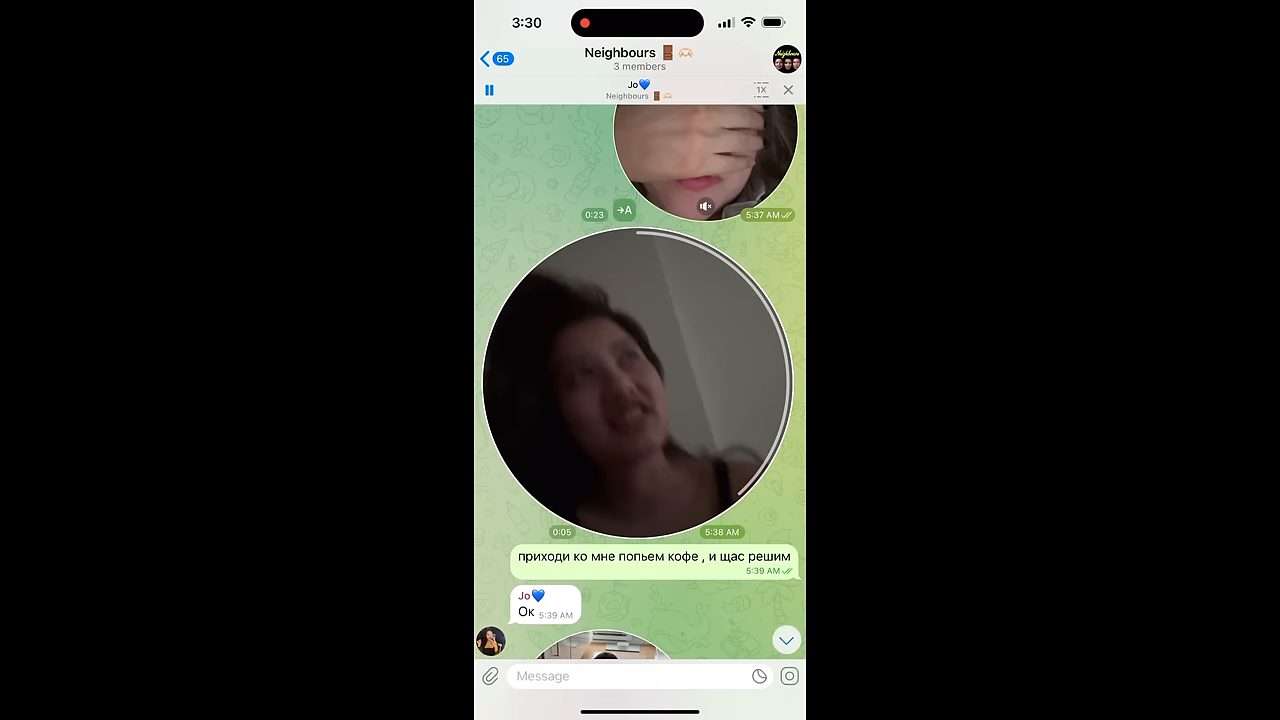 3:30
65
Neighbours 🚪 🫶🏻
3 members
Jo💙
Neighbours 🚪 🫶🏻
1X
0:23
→A
5:37 AM
0:05
5:38 AM
приходи ко мне попьем кофе , и щас решим
5:39 AM
Jo💙
Ок 5:39 AM
Message